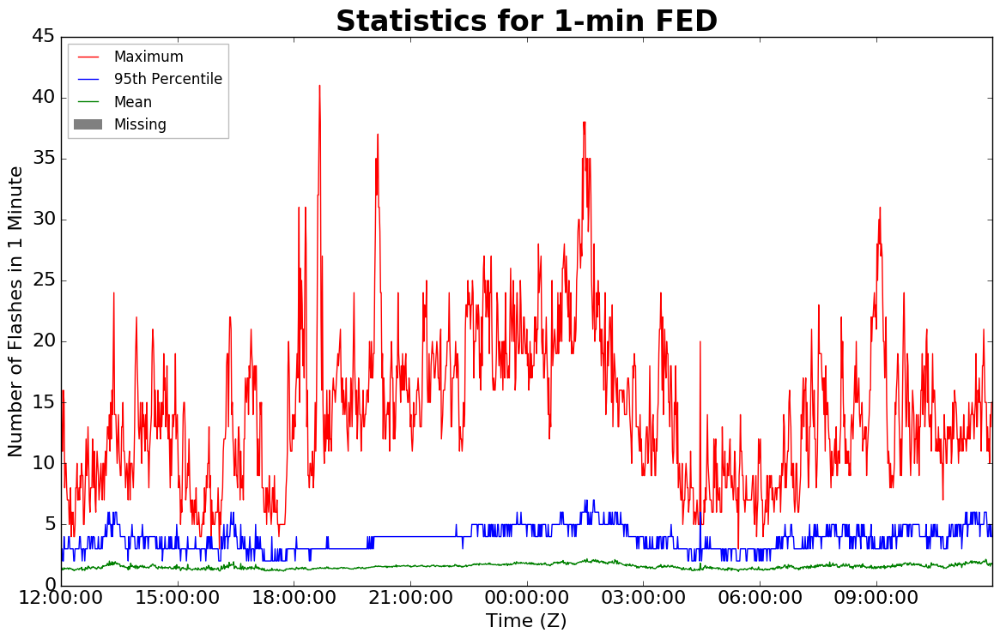 Statistics for 1-min FED
45
40
35
30
25
20
15
10
5
0
Number of Flashes in 1 Minute
Maximum
95th Percentile
Mean
Missing
12:00:00 15:00:00 18:00:00 21:00:00 00:00:00 03:00:00 06:00:00 09:00:00
Time (Z)